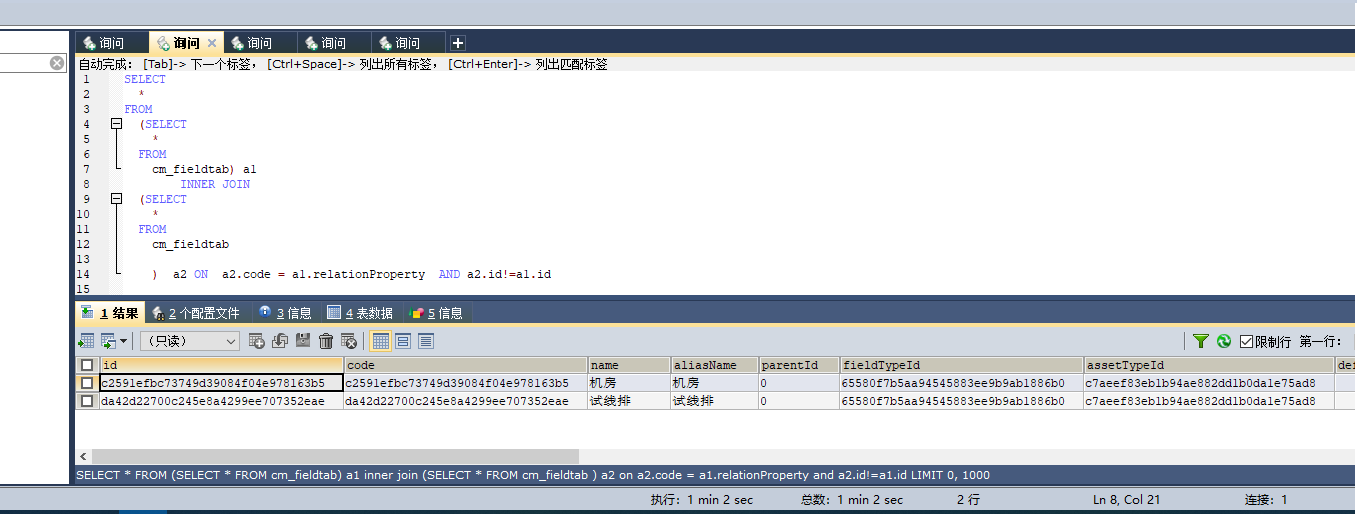 询问 询问 询问 询问 询问
自动完成: [Tab]-> 下一个标签, [Ctrl+Space]-> 列出所有标签, [Ctrl+Enter]-> 列出匹配标签
1 SELECT
2 *
3 FROM
4 (SELECT
5 *
6 FROM
7 cm_fieldtab) a1
8 INNER JOIN
9 (SELECT
10 *
11 FROM
12 cm_fieldtab
13
14 ) a2 ON a2.code = a1.relationProperty AND a2.id!=a1.id
15
1 结果 2 个配置文件 3 信息 4 表数据 5 信息
(只读) 限制行 第一行:
id code name aliasName parentId fieldTypeId assetTypeId
c2591efbc73749d39084f04e978163b5 c2591efbc73749d39084f04e978163b5 机房 机房 0 65580f7b5aa94545883ee9b9ab1886b0 c7aeef83eb1b94ae882dd1b0da1e75ad8
da42d22700c245e8a4299ee707352eae da42d22700c245e8a4299ee707352eae 试线排 试线排 0 65580f7b5aa94545883ee9b9ab1886b0 c7aeef83eb1b94ae882dd1b0da1e75ad8
SELECT * FROM (SELECT * FROM cm_fieldtab) a1 inner join (SELECT * FROM cm_fieldtab ) a2 on a2.code = a1.relationProperty and a2.id!=a1.id LIMIT 0, 1000
执行: 1 min 2 sec 总数: 1 min 2 sec 2 行 Ln 8, Col 21 连接: 1